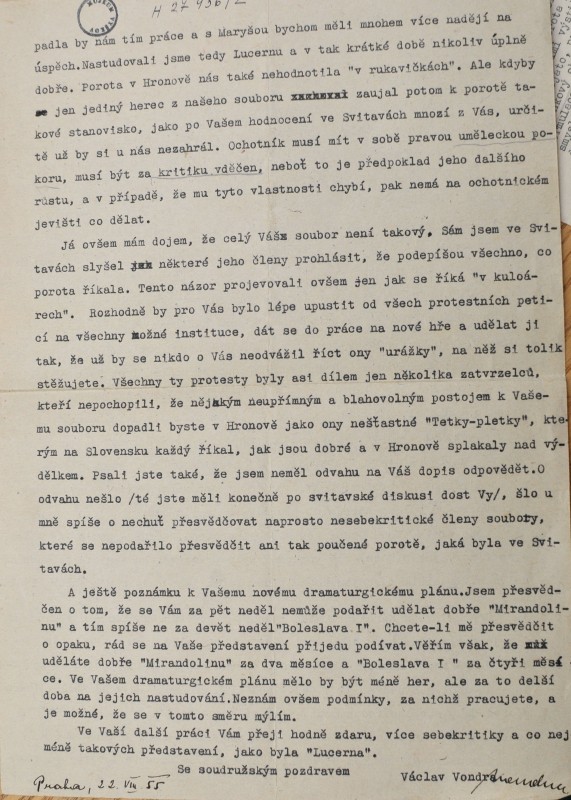 H 27 436/2
padla by nám tím práce a s Maryšou bychom měli mnohem více nadějí na
úspěch.Nastudovali jsme tedy Lucernu a v tak krátké době nikoliv úplně
dobře. Porota v Hronově nás také nehodnotila "v rukavičkách". Ale kdyby
jen jediný herec z našeho souboru zaujal potom k porotě ta-
kové stanovisko, jako po Vašem hodnocení ve Svitavách mnozí z Vás, urči-
tě už by si u nás nezahrál. Ochotník musí mít v sobě pravou uměleckou po-
koru, musí být za kritiku vděčen, neboť to je předpoklad jeho dalšího
růstu, a v případě, že mu tyto vlastnosti chybí, pak nemá na ochotnickém
jevišti co dělat.
Já ovšem mám dojem, že celý Váš soubor není takový. Sám jsem ve Svi-
tavách slyšel některé jeho členy prohlásit, že podepíšou všechno, co
porota říkala. Tento názor projevovali ovšem jen jak se říká "v kuloá-
rech". Rozhodně by pro Vás bylo lépe upustit od všech protestních peti-
cí na všechny možné instituce, dát se do práce na nové hře a udělat ji
tak, že už by se nikdo o Vás neodvážil říct ony "urážky", na něž si tolik
stěžujete. Všechny ty protesty byly asi dílem jen několika zatvrzelců,
kteří nepochopili, že nějakým neupřímným a blahovolným postojem k Vaše-
mu souboru dopadli byste v Hronově jako ony nešťastné "Tetky-pletky", kte-
rým na Slovensku každý říkal, jak jsou dobré a v Hronově splakaly nad vý-
dělkem. Psali jste také, že jsem neměl odvahu na Váš dopis odpovědět.O
odvahu nešlo /té jste měli konečně po svitavské diskusi dost Vy/, šlo u
mně spíše o nechuť přesvědčovat naprosto nesebekritické členy soubory,
které se nepodařilo přesvědčit ani tak poučené porotě, jaká byla ve Svi-
tavách.
A ještě poznámku k Vašemu novému dramaturgickému plánu.Jsem přesvěd-
čen o tom, že se Vám za pět neděl nemůže podařit udělat dobře "Mirandoli-
nu" a tím spíše ne za devět neděl"Boleslava I". Chcete-li mě přesvědčit
o opaku, rád se na Vaše představení přijedu podívat.Věřím však, že
uděláte dobře "Mirandolinu" za dva měsíce a "Boleslava I " za čtyři měsí
ce. Ve Vašem dramaturgickém plánu mělo by být méně her, ale za to delší
doba na jejich nastudování.Neznám ovšem podmínky, za nichž pracujete, a
je možné, že se v tomto směru mýlím.
Ve Vaší další práci Vám přeji hodně zdaru, více sebekritiky a co nej
méně takových představení, jako byla "Lucerna".
Se soudružským pozdravem
Václav Vondra
Praha, 22. VIII 55